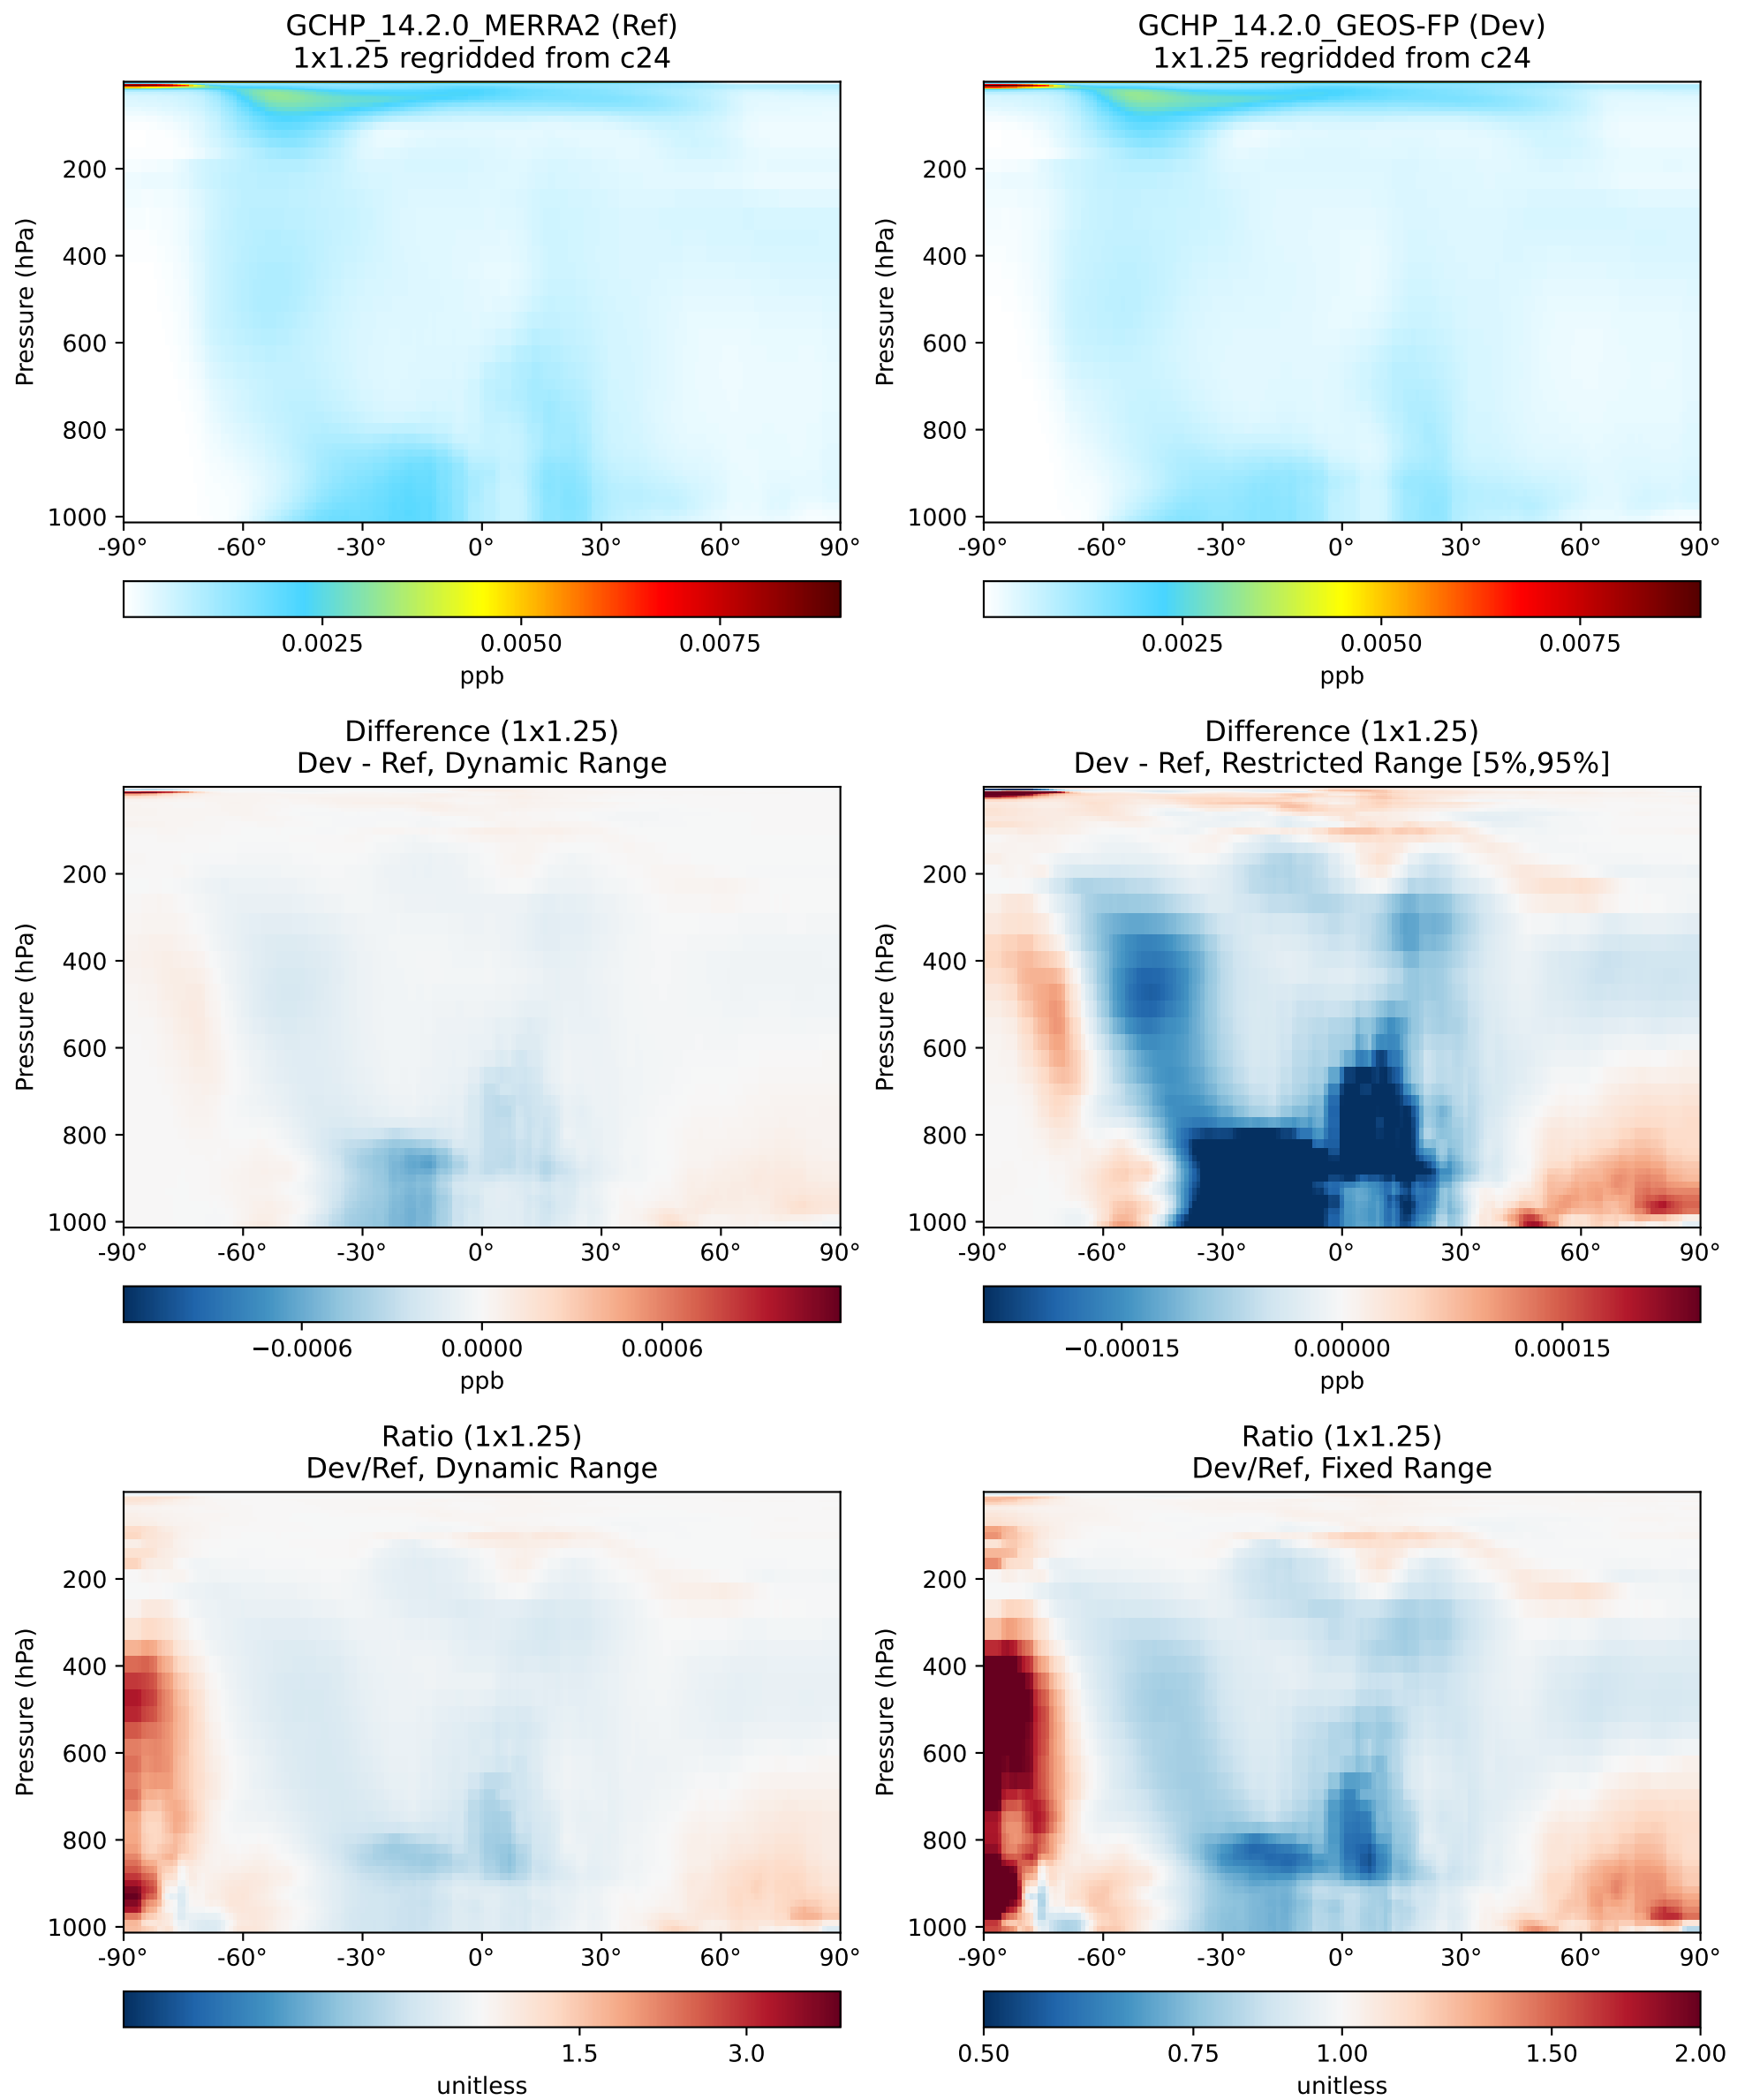 GCHP_14.2.0_MERRA2 (Ref)
1x1.25 regridded from c24
Pressure (hPa)
200
400
600
800
1000
-90° -60° -30° 0° 30° 60° 90°
0.0025 0.0050 0.0075
ppb
GCHP_14.2.0_GEOS-FP (Dev)
1x1.25 regridded from c24
Pressure (hPa)
200
400
600
800
1000
-90° -60° -30° 0° 30° 60° 90°
0.0025 0.0050 0.0075
ppb
Difference (1x1.25)
Dev - Ref, Dynamic Range
Pressure (hPa)
200
400
600
800
1000
-90° -60° -30° 0° 30° 60° 90°
−0.0006 0.0000 0.0006
ppb
Difference (1x1.25)
Dev - Ref, Restricted Range [5%,95%]
Pressure (hPa)
200
400
600
800
1000
-90° -60° -30° 0° 30° 60° 90°
−0.00015 0.00000 0.00015
ppb
Ratio (1x1.25)
Dev/Ref, Dynamic Range
Pressure (hPa)
200
400
600
800
1000
-90° -60° -30° 0° 30° 60° 90°
1.5 3.0
unitless
Ratio (1x1.25)
Dev/Ref, Fixed Range
Pressure (hPa)
200
400
600
800
1000
-90° -60° -30° 0° 30° 60° 90°
0.50 0.75 1.00 1.50 2.00
unitless